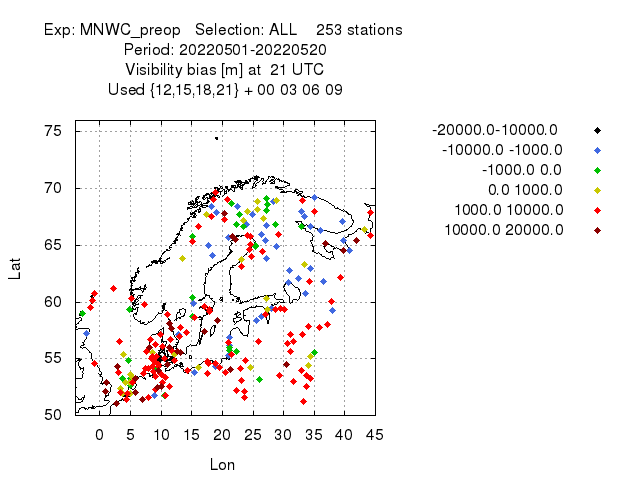 Exp: MNWC_preop   Selection: ALL    253 stations
Period: 20220501-20220520
Visibility bias [m] at  21 UTC
Used {12,15,18,21} + 00 03 06 09
-20000.0-10000.0
-10000.0 -1000.0
-1000.0 0.0
0.0 1000.0
1000.0 10000.0
10000.0 20000.0
75
70
65
60
55
50
Lat
0 5 10 15 20 25 30 35 40 45
Lon